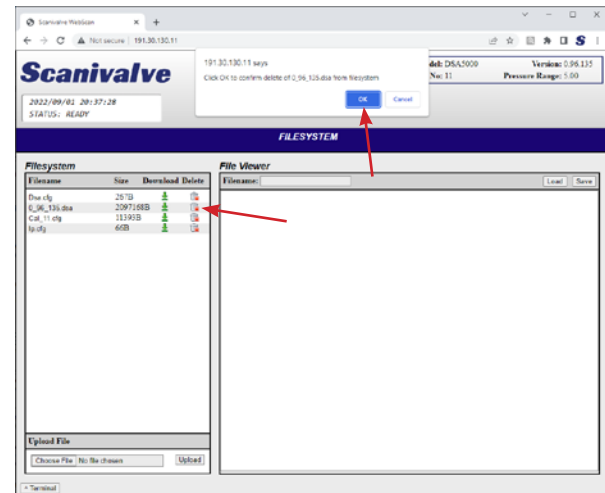 Scanivalve WebScan
Not secure 191.30.130.11
191.30.130.11 says
Click OK to confirm delete of 0_96_135.dsa from filesystem
OK Cancel
Scanivalve
del: DSA5000 Version: 0.96.135
No: 11 Pressure Range: 5.00
2022/09/01 20:37:28
STATUS: READY
FILESYSTEM
Filesystem
Filename Size Download Delete
Dsa.cfg 267B
0_96_135.dsa 2097168B
Cal_11.cfg 11393B
Ip.cfg 66B
File Viewer
Filename: Load Save
Upload File
Choose File No file chosen Upload
^ Terminal